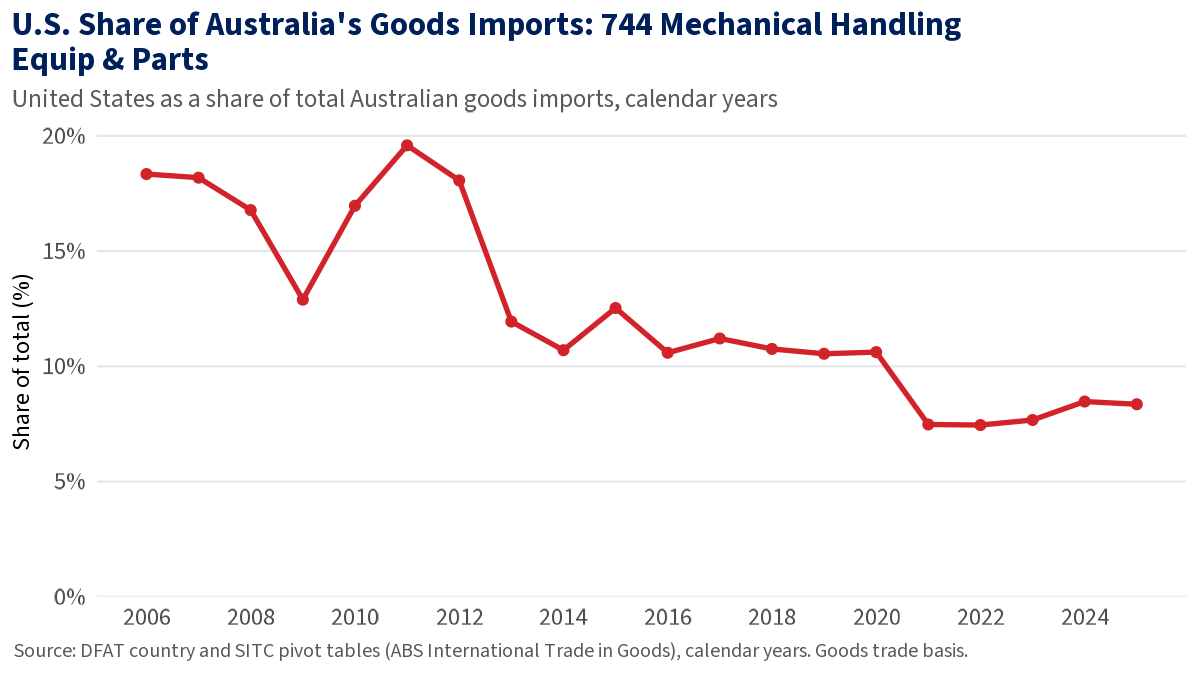 U.S. Share of Australia's Goods Imports: 744 Mechanical Handling
Equip & Parts
United States as a share of total Australian goods imports, calendar years
Share of total (%)
20%
15%
10%
5%
0%
2006 2008 2010 2012 2014 2016 2018 2020 2022 2024
Source: DFAT country and SITC pivot tables (ABS International Trade in Goods), calendar years. Goods trade basis.